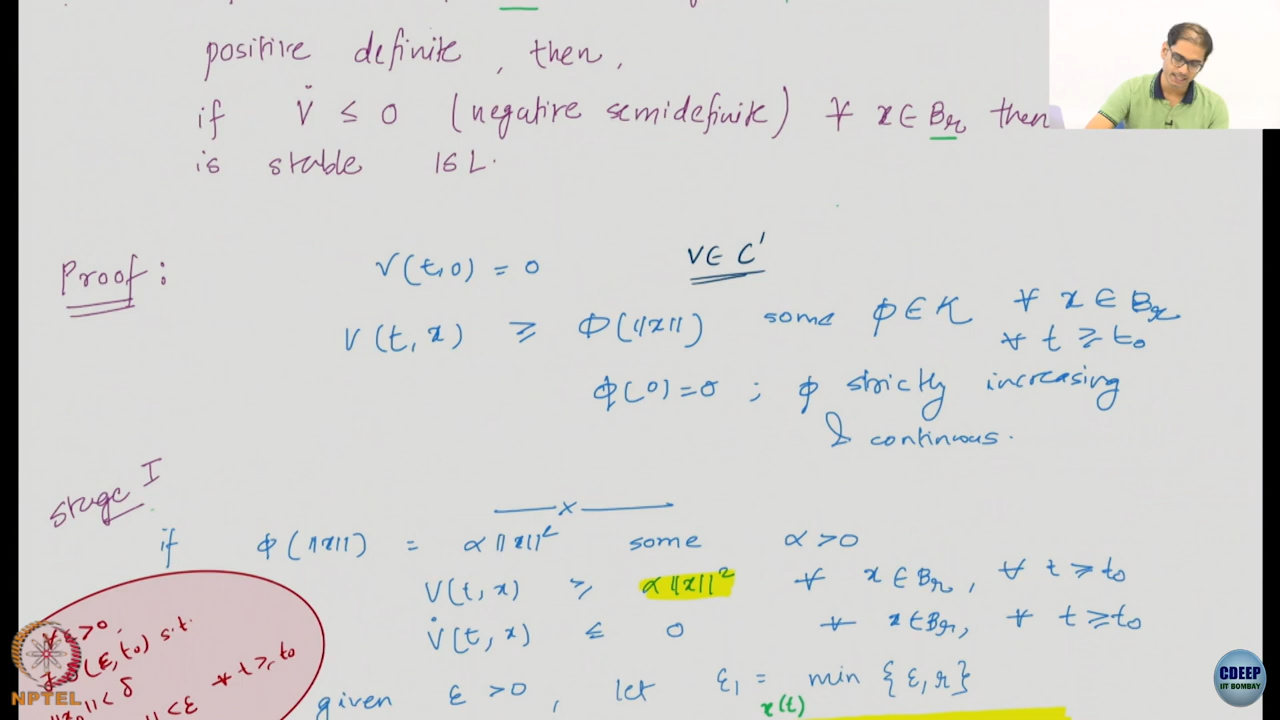 positive definite, then,
if V̇ ≤ 0 (negative semidefinite) ∀ x ∈ Br then
is stable ISL.
Proof: V(t,0) = 0 V ∈ C¹
V(t,x) ≥ ϕ(||x||) some ϕ ∈ K ∀ x ∈ Br
∀ t ≥ t₀
ϕ(0) = 0 ; ϕ strictly increasing
& continuous.
Stage I
if ϕ(||x||) = α||x||² some α > 0
V(t,x) ≥ α||x||² ∀ x ∈ Br, ∀ t ≥ t₀
V̇(t,x) ≤ 0 ∀ x ∈ Br, ∀ t ≥ t₀
given ε > 0, let ε₁ = min {ε, r}
x(t)
∀ ε > 0
δ(ε, t₀) s.t.
||x₀|| < δ
|| < ε ∀ t ≥ t₀
NPTEL
CDEEP
IIT BOMBAY